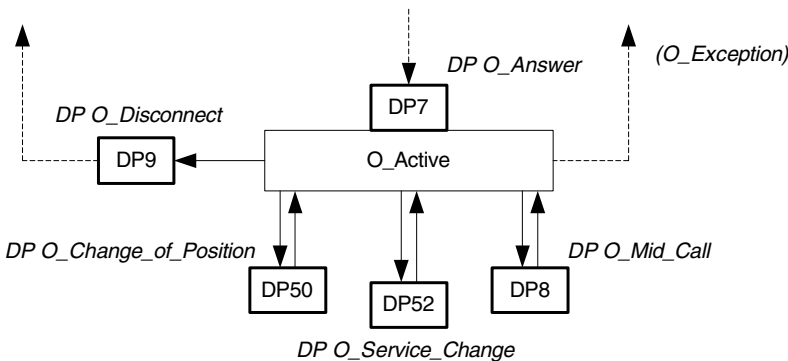 (O_Exception)
DP O_Answer
DP7
DP O_Disconnect
DP9
O_Active
DP O_Change_of_Position
DP50
DP52
DP O_Service_Change
DP O_Mid_Call
DP8